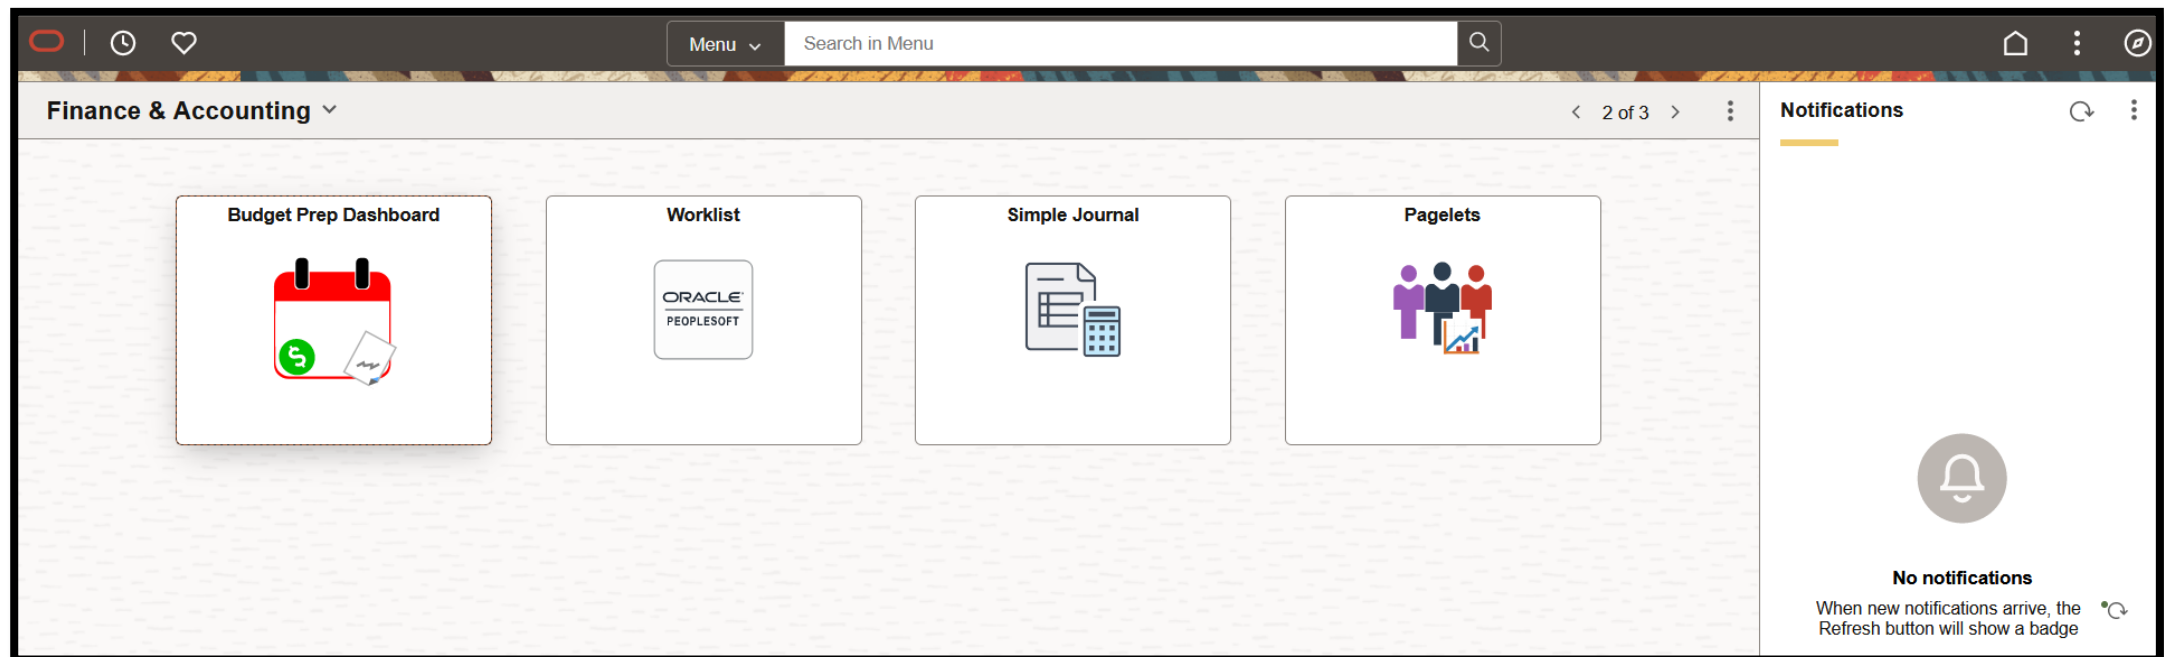 Menu
Search in Menu
Finance & Accounting
2 of 3
Notifications
Budget Prep Dashboard
Worklist
Simple Journal
Pagelets
ORACLE
PEOPLESOFT
No notifications
When new notifications arrive, the
Refresh button will show a badge